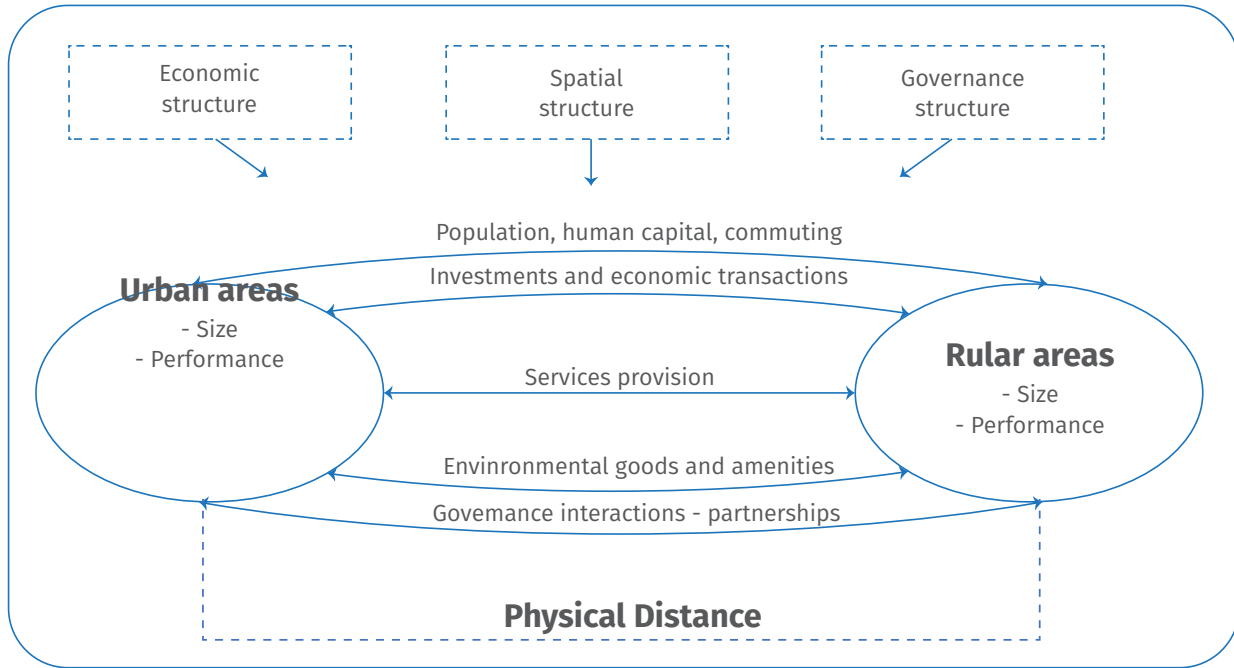 Economic
structure
Spatial
structure
Governance
structure
Population, human capital, commuting
Investments and economic transactions
Urban areas
- Size
- Performance
Services provision
Rular areas
- Size
- Performance
Envinronmental goods and amenities
Govemance interactions - partnerships
Physical Distance